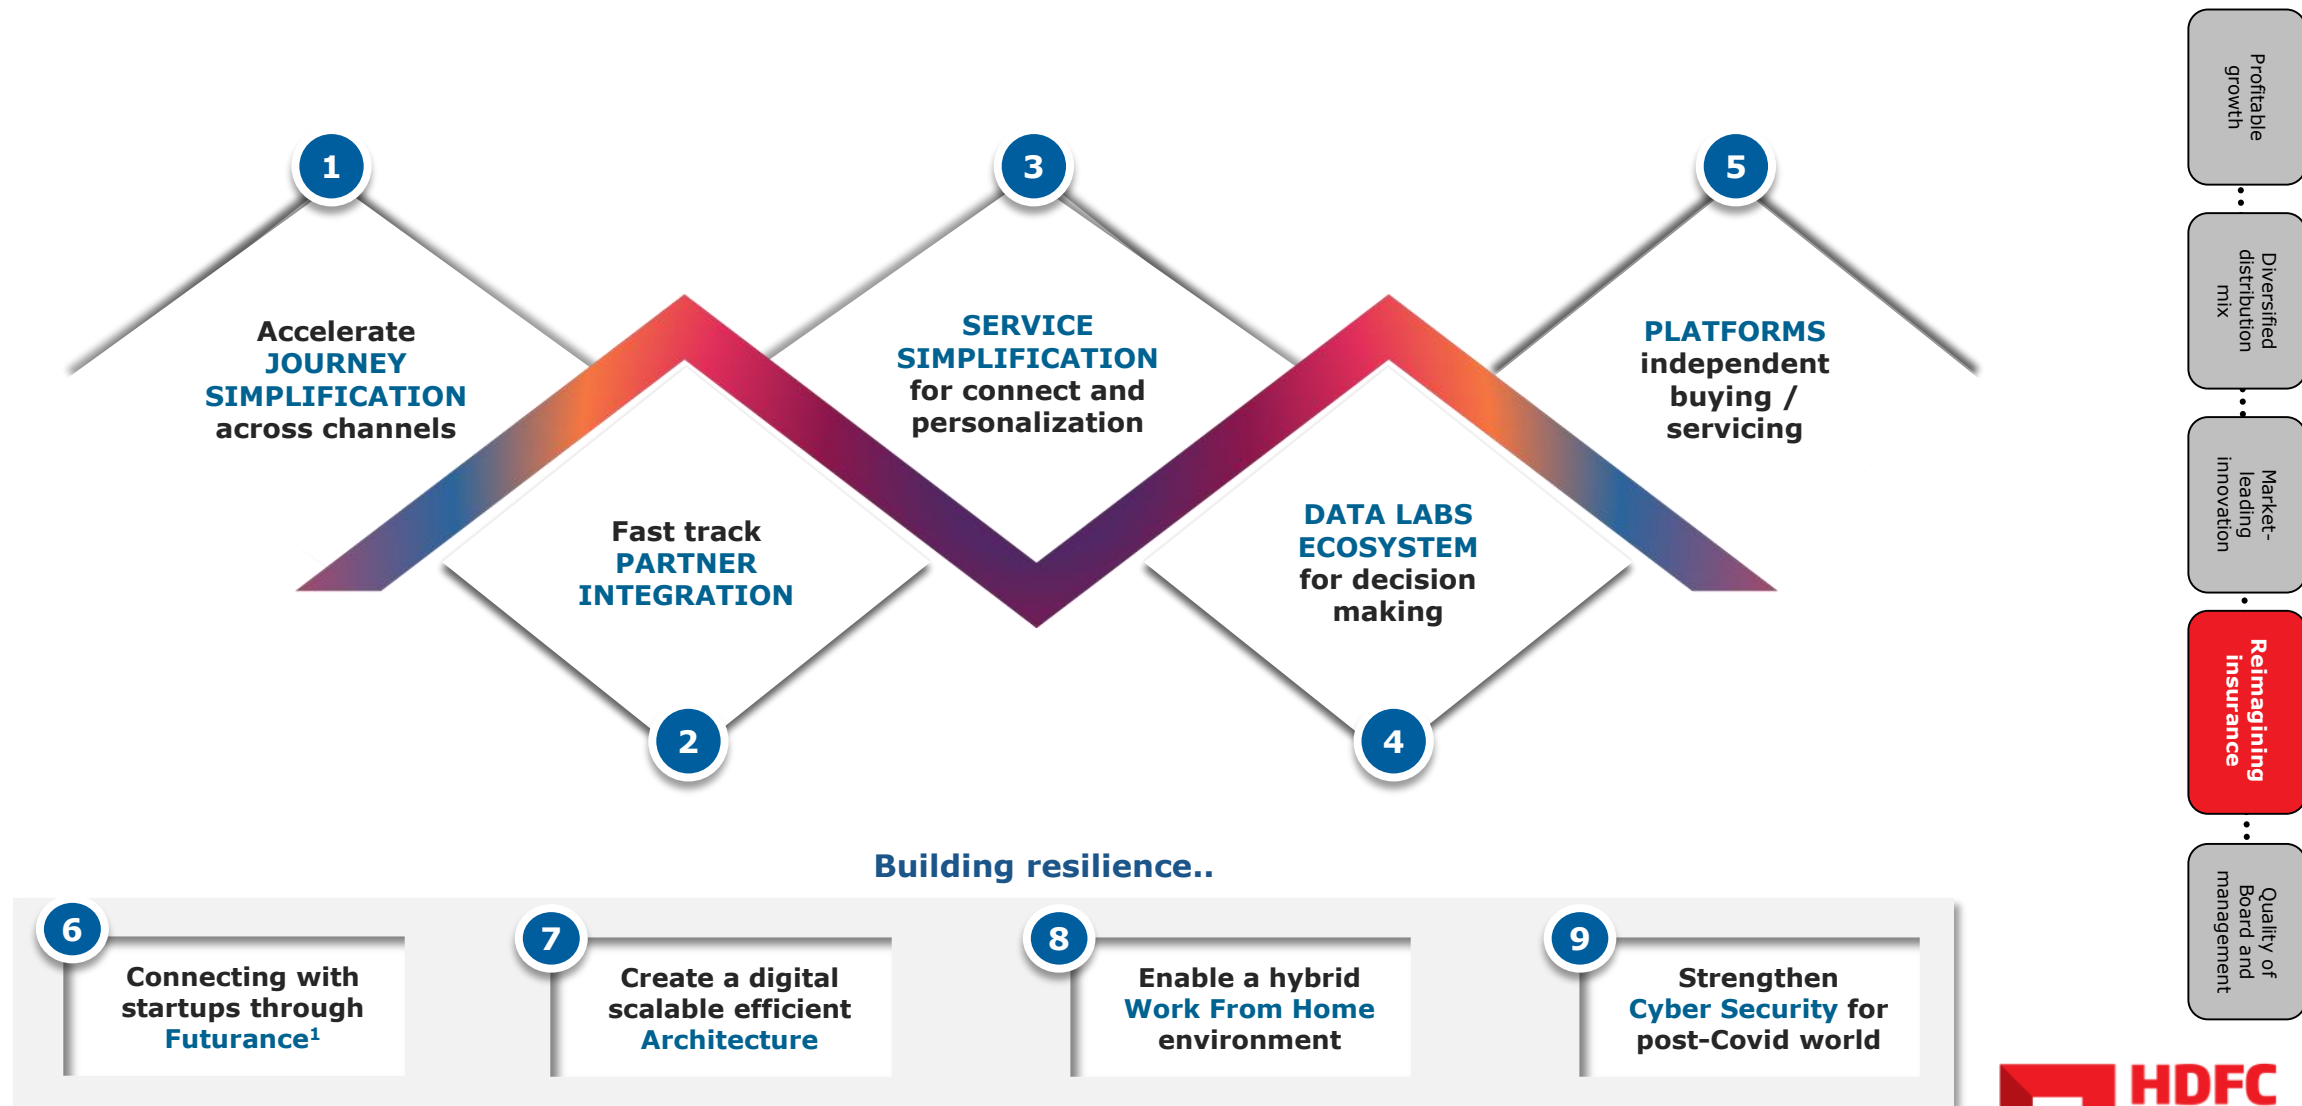 1
3
5
Accelerate
JOURNEY
SIMPLIFICATION
across channels
SERVICE
SIMPLIFICATION
for connect and
personalization
PLATFORMS
independent
buying /
servicing
Fast track
PARTNER
INTEGRATION
DATA LABS
ECOSYSTEM
for decision
making
2
4
Building resilience..
6
Connecting with
startups through
Futurance¹
7
Create a digital
scalable efficient
Architecture
8
Enable a hybrid
Work From Home
environment
9
Strengthen
Cyber Security for
post-Covid world
Profitable
growth
Diversified
distribution
mix
Market-
leading
innovation
Reimagining
insurance
Quality of
Board and
management
HDFC